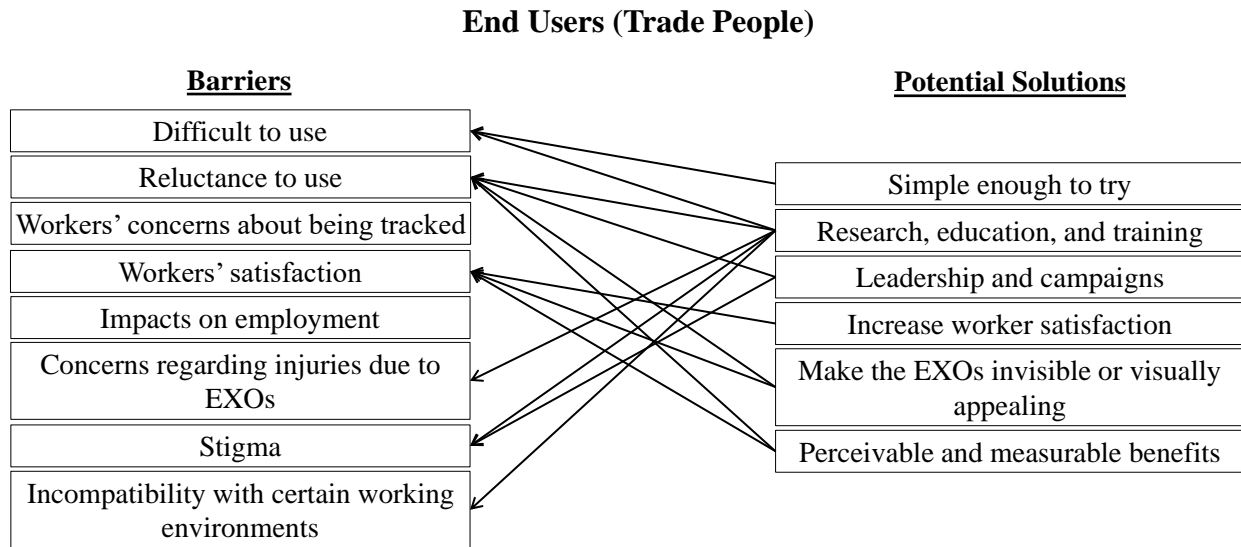 End Users (Trade People)
Barriers
Difficult to use
Reluctance to use
Workers’ concerns about being tracked
Workers’ satisfaction
Impacts on employment
Concerns regarding injuries due to
EXOs
Stigma
Incompatibility with certain working
environments
Potential Solutions
Simple enough to try
Research, education, and training
Leadership and campaigns
Increase worker satisfaction
Make the EXOs invisible or visually
appealing
Perceivable and measurable benefits